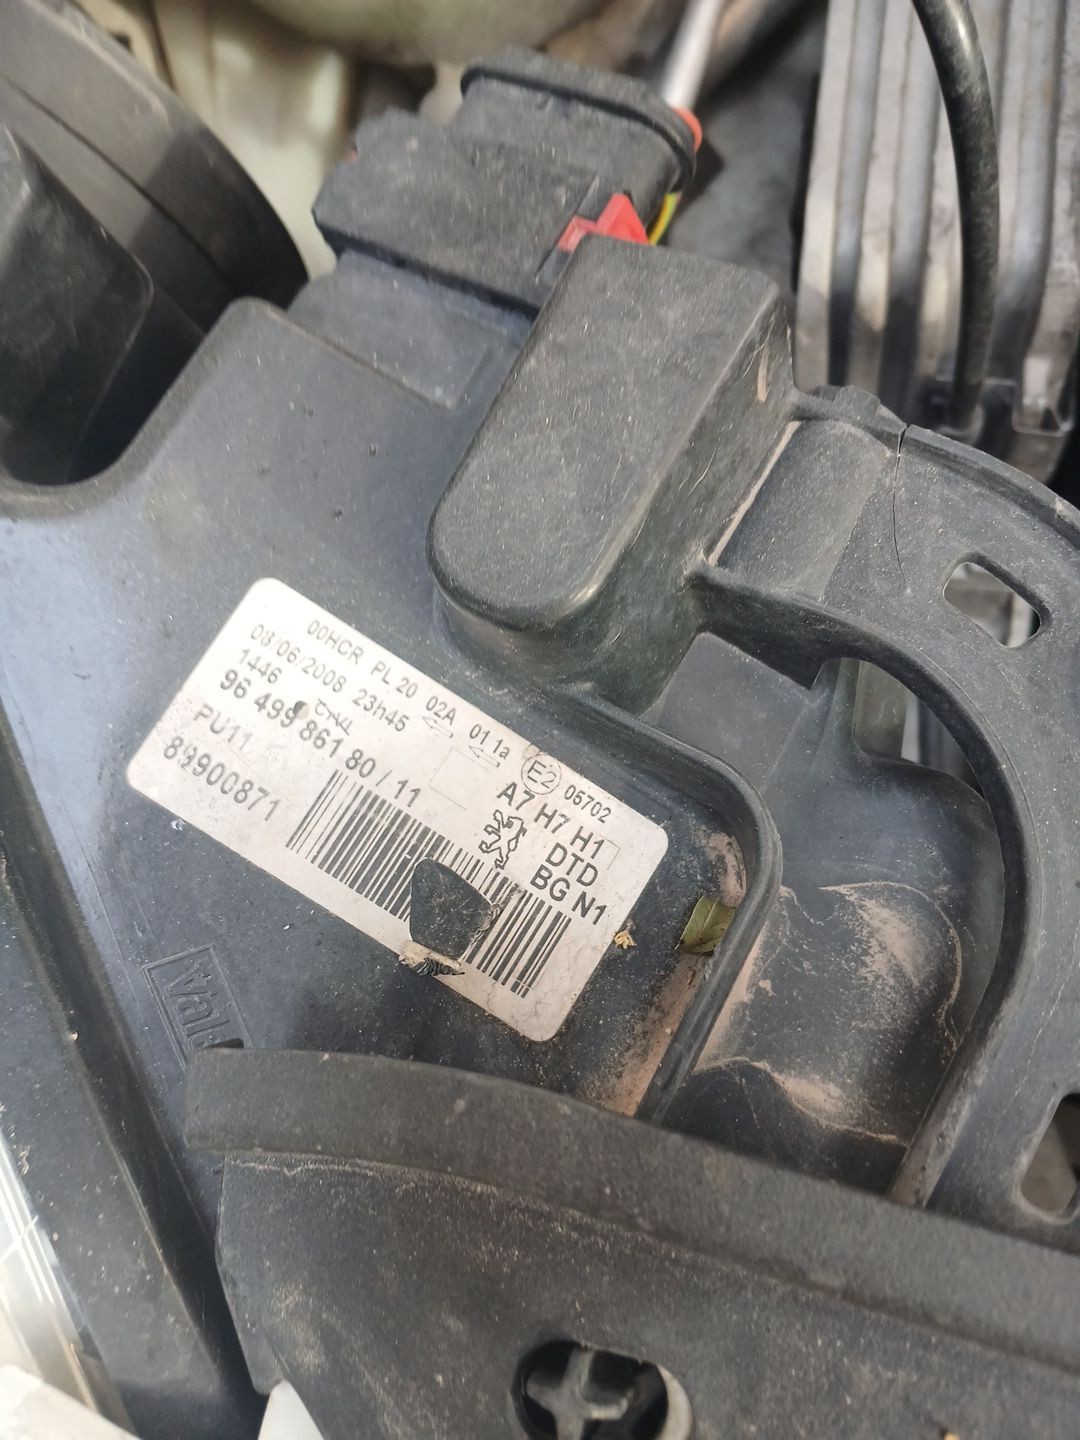 00HCR PL 20 02A 01 1a E2 05702
08/06/2008 23h45
1446
96 499 861 80 / 11
PU11
89900871
A7 H7 H1
DTD
BG N1
Vale